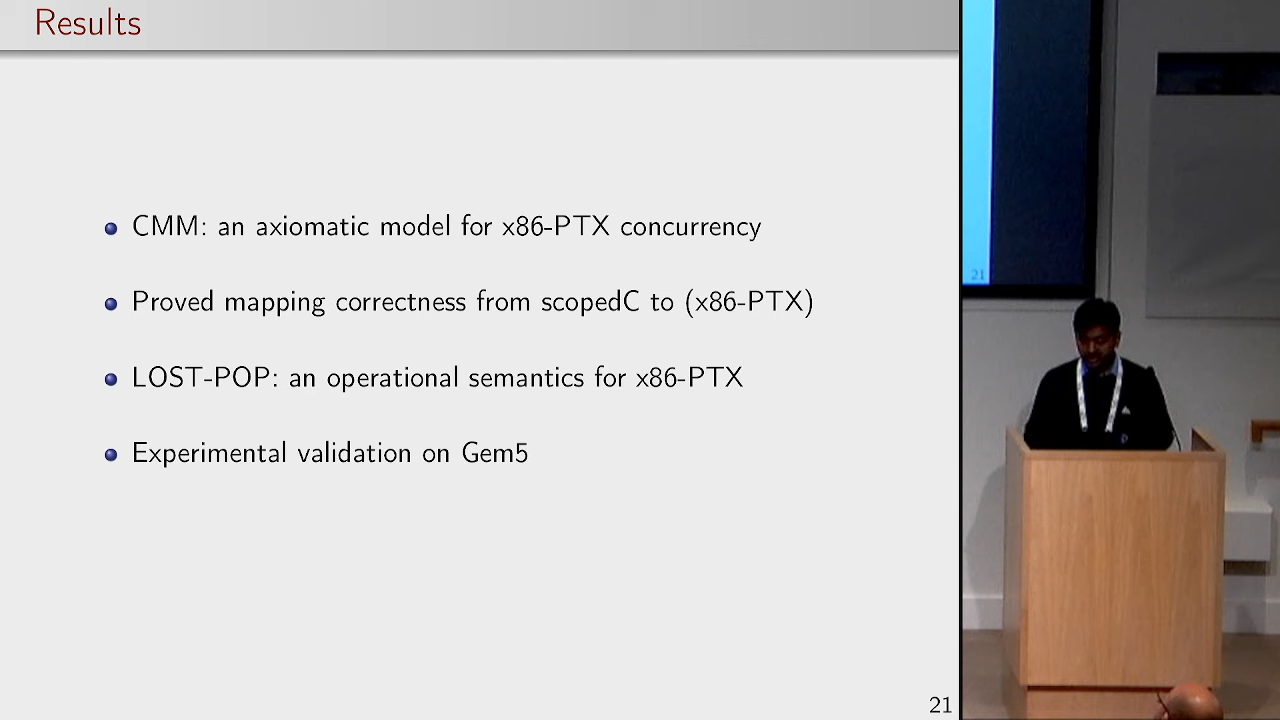 Results
CMM: an axiomatic model for x86-PTX concurrency
Proved mapping correctness from scopedC to (x86-PTX)
LOST-POP: an operational semantics for x86-PTX
Experimental validation on Gem5
21
21